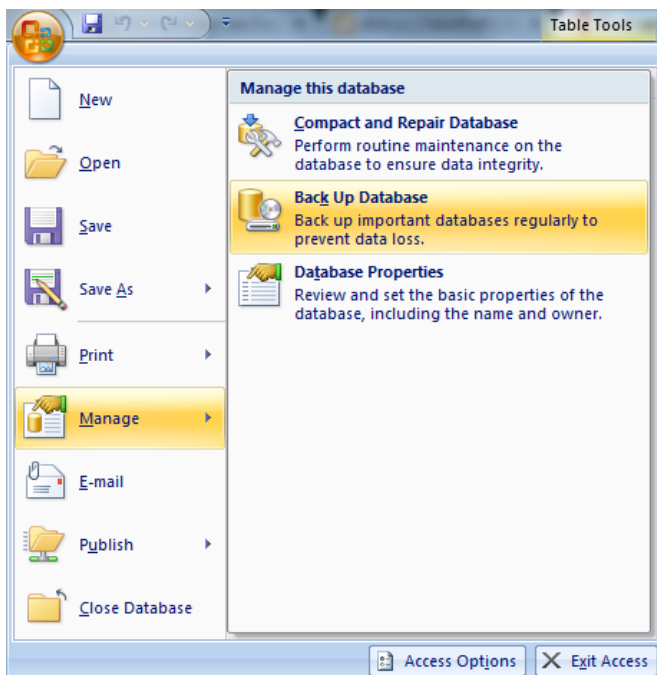 Table Tools
New
Open
Save
Save As
Print
Manage
E-mail
Publish
Close Database
Manage this database
Compact and Repair Database
Perform routine maintenance on the
database to ensure data integrity.
Back Up Database
Back up important databases regularly to
prevent data loss.
Database Properties
Review and set the basic properties of the
database, including the name and owner.
Access Options
Exit Access